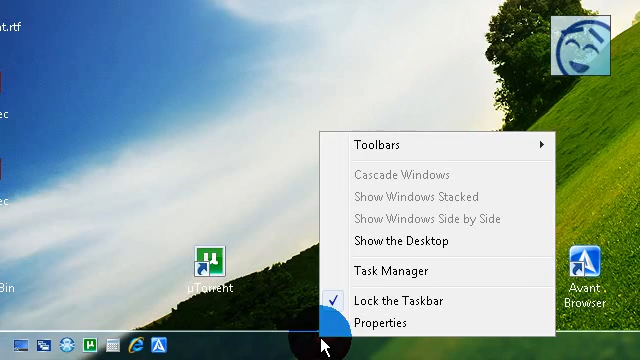 nt.rtf
ec
Toolbars
Cascade Windows
Show Windows Stacked
ec
Show Windows Side by Side
Show the Desktop
Task Manager
Bin
µTorrent
Avant
Browser
Lock the Taskbar
Properties